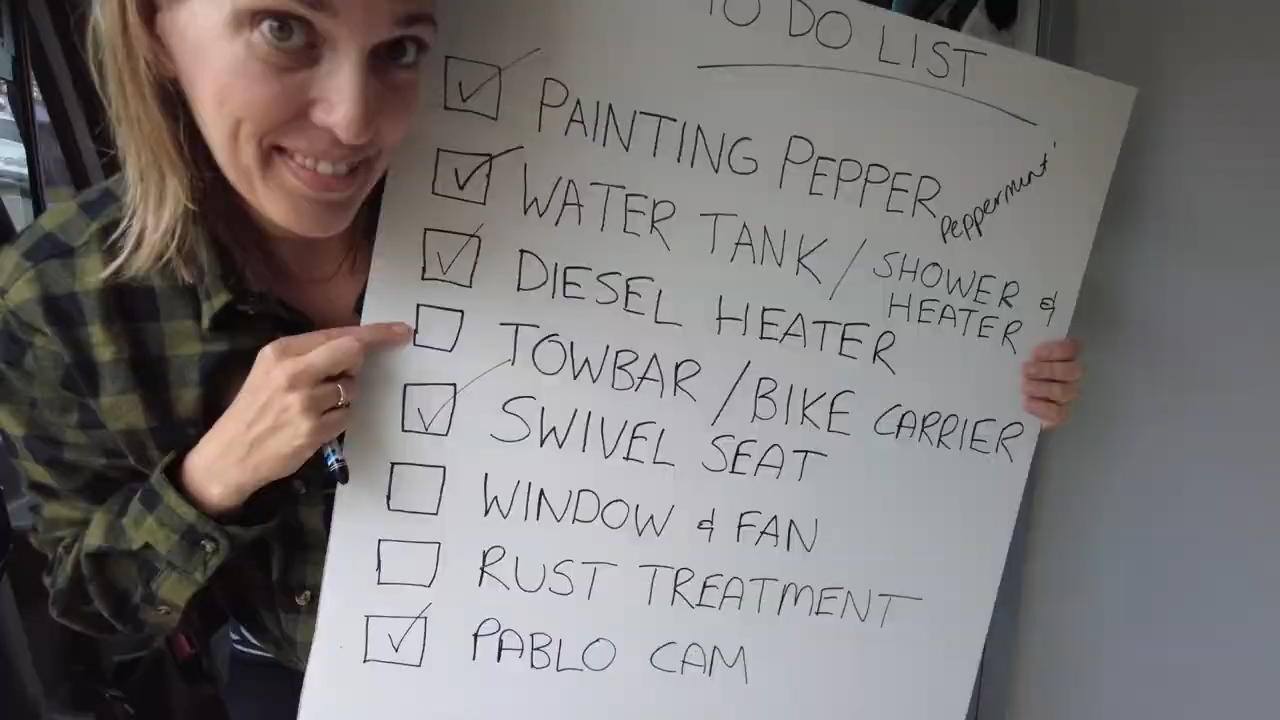 TO DO LIST
PAINTING PEPPER
Peppermint
WATER TANK / SHOWER &
HEATER
DIESEL HEATER
TOWBAR / BIKE CARRIER
SWIVEL SEAT
WINDOW & FAN
RUST TREATMENT
PABLO CAM